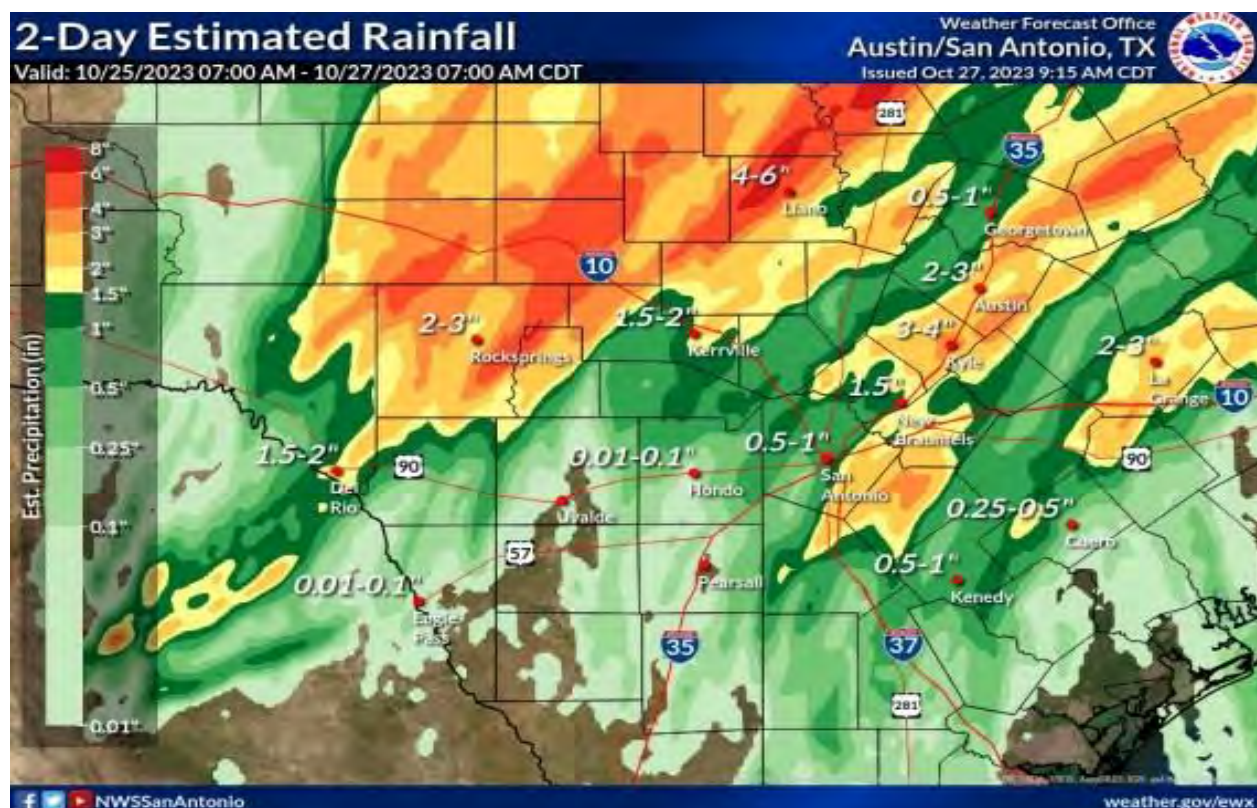 2-Day Estimated Rainfall
Valid: 10/25/2023 07:00 AM - 10/27/2023 07:00 AM CDT
Weather Forecast Office
Austin/San Antonio, TX
Issued Oct 27, 2023 9:15 AM CDT
NATIONAL WEATHER SERVICE
Est. Precipitation (in)
8"
6"
4"
3"
2"
1.5"
1"
0.5"
0.25"
0.1"
0.01"
281
35
4-6"
Llano
0.5-1"
Georgetown
10
2-3"
Austin
2-3"
Rocksprings
1.5-2"
Kerrville
3-4"
Kyle
2-3"
La
Grange
10
1.5"
New
Braunfels
1.5-2"
Del
Rio
90
0.01-0.1"
Hondo
0.5-1"
San
Antonio
90
Uvalde
0.25-0.5"
Cuero
57
Pearsall
0.5-1"
Kenedy
0.01-0.1"
Eagle
Pass
35
37
281
NWSSanAntonio
weather.gov/ewx